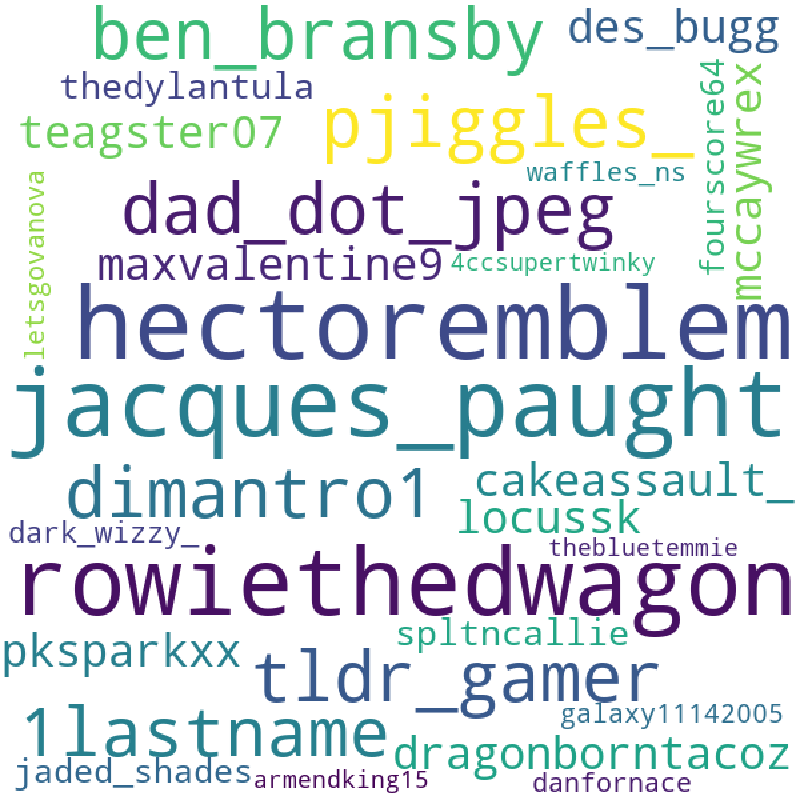 ben_bransby
des_bugg
thedylantula
teagster07
pjiggles_
fourscore64
mccaywrex
waffles_ns
letsgovanova
dad_dot_jpeg
maxvalentine9
4ccsupertwinky
hectoremblem
jacques_paught
dimantro1
cakeassault_
locussk
dark_wizzy_
thebluetemmie
rowiethedwagon
spltncallie
pksparkxx
tldr_gamer
1lastname
galaxy11142005
dragonborntacoz
jaded_shades
armendking15
danfornace